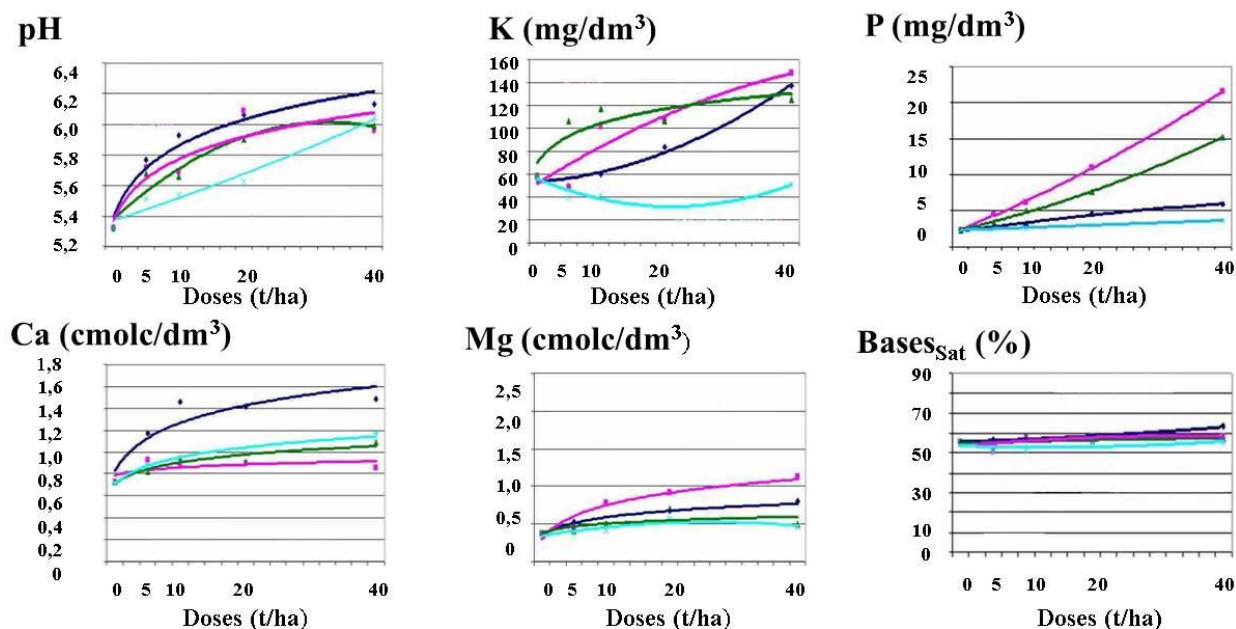 pH
6,4
6,2
6,0
5,8
5,6
5,4
5,2
0 5 10 20 40
Doses (t/ha)
K (mg/dm³)
160
140
120
100
80
60
40
20
0
0 5 10 20 40
Doses (t/ha)
P (mg/dm³)
25
20
15
10
5
0
0 5 10 20 40
Doses (t/ha)
Ca (cmolc/dm³)
1,8
1,6
1,4
1,2
1,0
0,8
0,6
0,4
0,2
0
0 5 10 20 40
Doses (t/ha)
Mg (cmolc/dm³)
2,5
2,0
1,5
1,0
0,5
0
0 5 10 20 40
Doses (t/ha)
Bases_Sat (%)
90
80
70
60
50
40
30
20
10
0
0 5 10 20 40
Doses (t/ha)